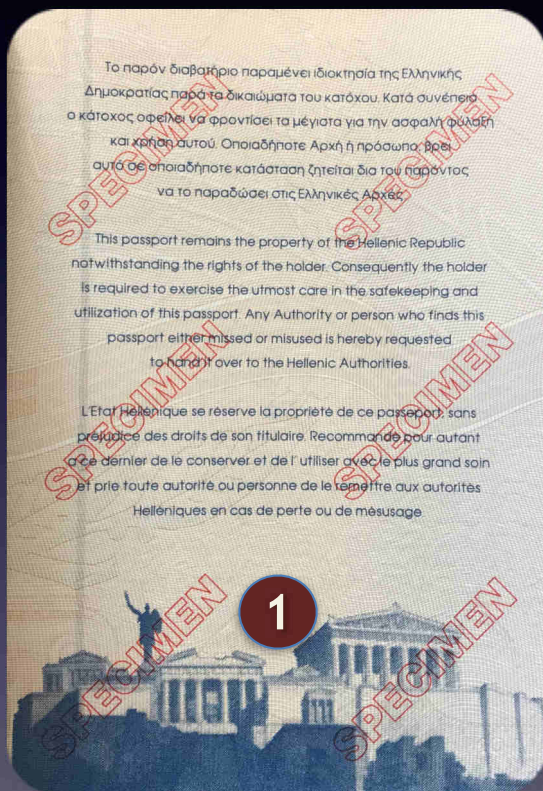 Το παρόν διαβατήριο παραμένει ιδιοκτησία της Ελληνικής
Δημοκρατίας παρά τα δικαιώματα του κατόχου. Κατά συνέπεια
ο κάτοχος οφείλει να φροντίσει τα μέγιστα για την ασφαλή φύλαξη
και χρήση αυτού. Οποιαδήποτε Αρχή ή πρόσωπο, βρει
αυτό σε οποιαδήποτε κατάσταση ζητείται δια του παρόντος
να το παραδώσει στις Ελληνικές Αρχές.
SPECIMEN
SPECIMEN
This passport remains the property of the Hellenic Republic
notwithstanding the rights of the holder. Consequently the holder
is required to exercise the utmost care in the safekeeping and
utilization of this passport. Any Authority or person who finds this
passport either missed or misused is hereby requested
to hand it over to the Hellenic Authorities.
SPECIMEN
SPECIMEN
L'Etat Hellénique se réserve la propriété de ce passeport, sans
préjudice des droits de son titulaire. Recommande pour autant
a ce dernier de le conserver et de l' utiliser avec le plus grand soin
et prie toute autorité ou personne de le remettre aux autorités
Helléniques en cas de perte ou de mésusage.
1
SPECIMEN
SPECIMEN